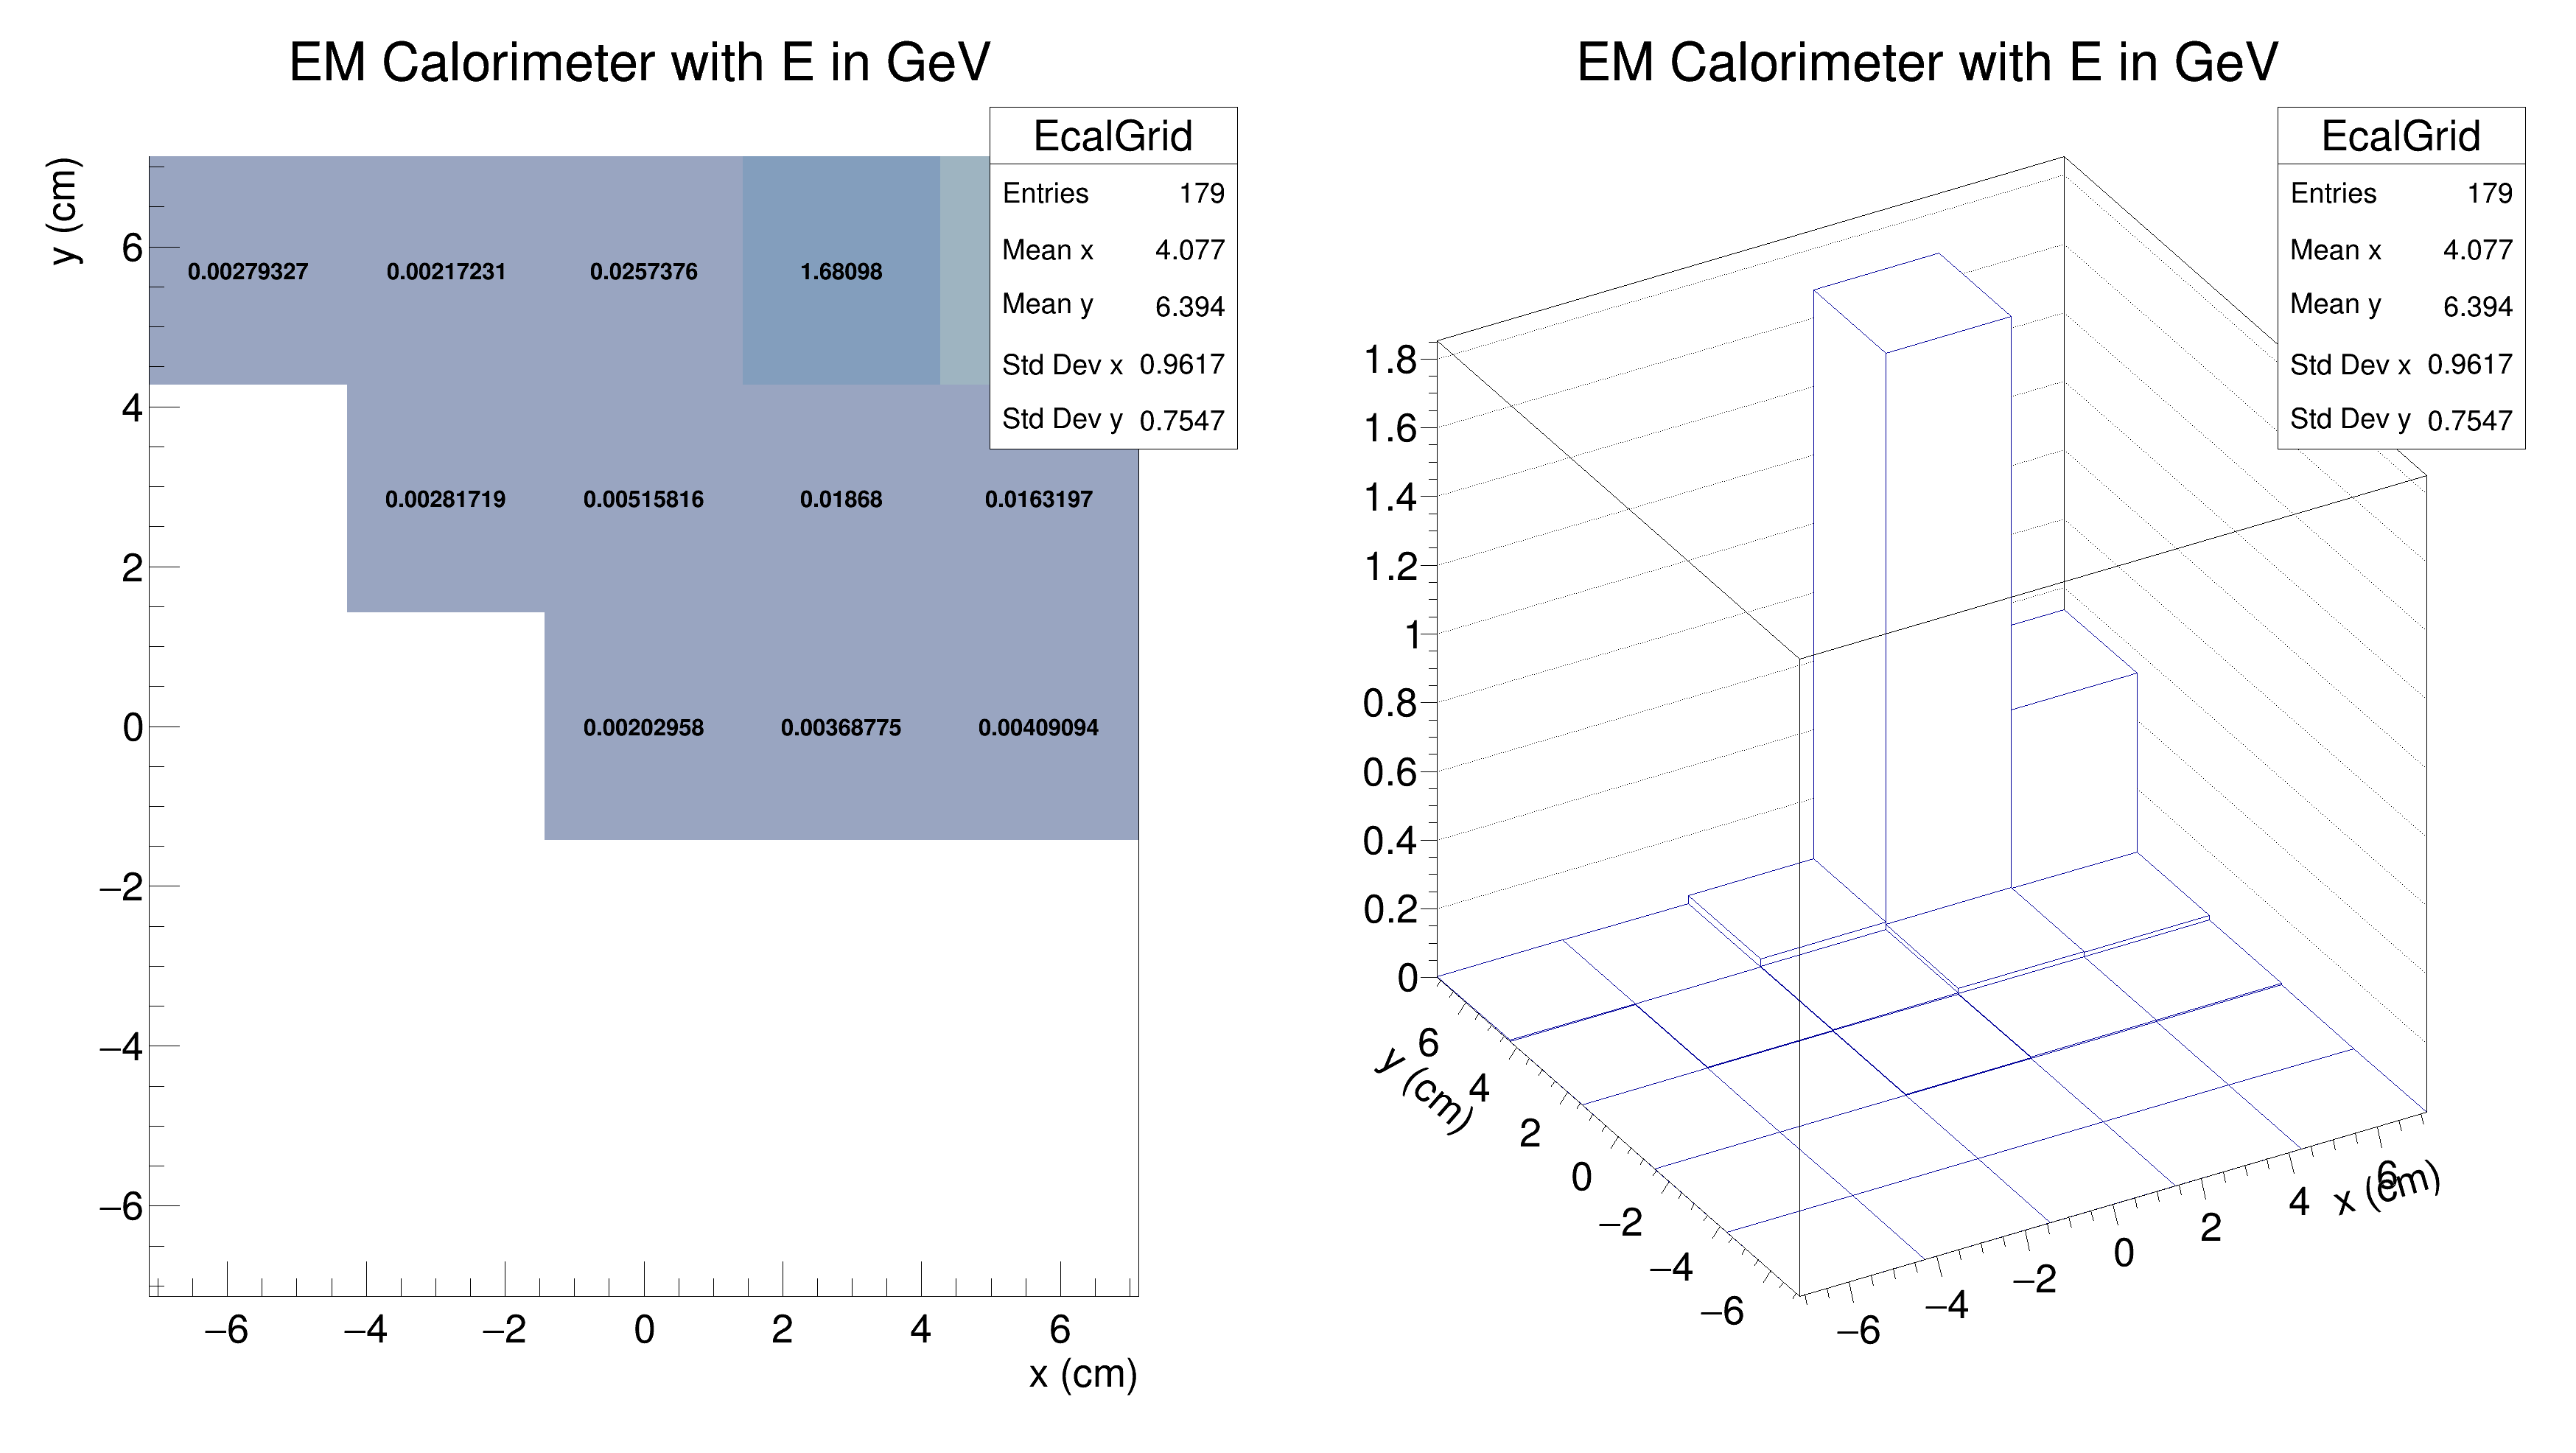 EM Calorimeter with E in GeV
EcalGrid
Entries 179
Mean x 4.077
Mean y 6.394
Std Dev x 0.9617
Std Dev y 0.7547
y (cm)
6
4
2
0
−2
−4
−6
0.00279327 0.00217231 0.0257376 1.68098
0.00281719 0.00515816 0.01868 0.0163197
0.00202958 0.00368775 0.00409094
−6 −4 −2 0 2 4 6
x (cm)
EM Calorimeter with E in GeV
EcalGrid
Entries 179
Mean x 4.077
Mean y 6.394
Std Dev x 0.9617
Std Dev y 0.7547
1.8
1.6
1.4
1.2
1
0.8
0.6
0.4
0.2
0
6
4
2
0
−2
−4
−6
y (cm)
−6 −4 −2 0 2 4 6
x (cm)